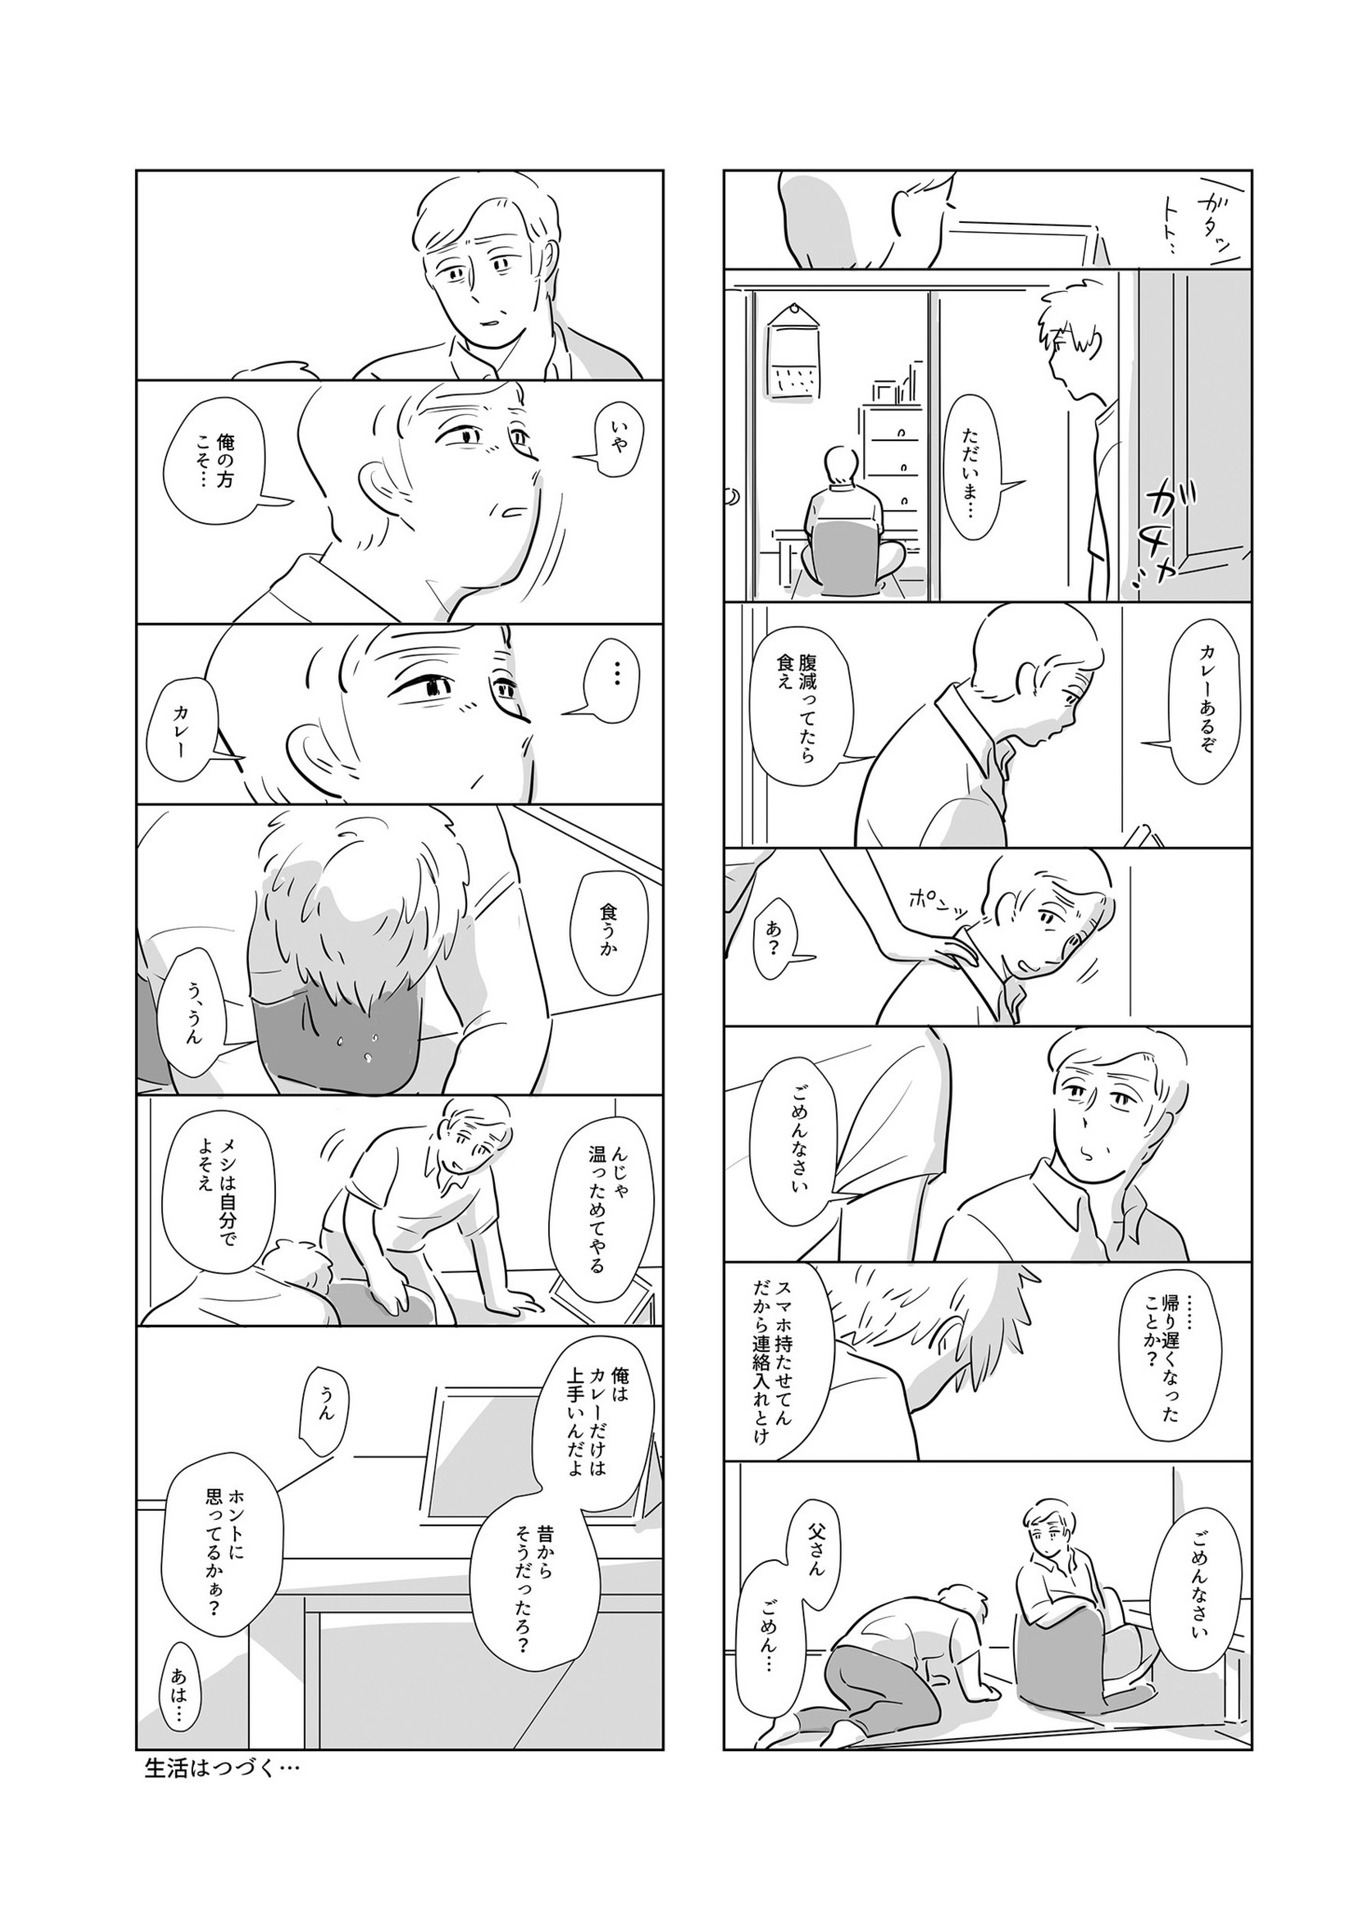 ガタン
トト…
ガチャ…
ただいま…
カレーあるぞ
腹減ってたら
食え
ポンッ
あ？
ごめんなさい
……
帰り遅くなった
ことか？
スマホ持たせてん
だから連絡入れとけ
ごめんなさい
父さん
ごめん…
いや
俺の方
こそ…
…
カレー
食うか
う、うん
んじゃ
温っためてやる
メシは自分で
よそえ
俺は
カレーだけは
上手いんだよ
昔から
そうだったろ？
うん
ホントに
思ってるかぁ？
あは…
生活はつづく…